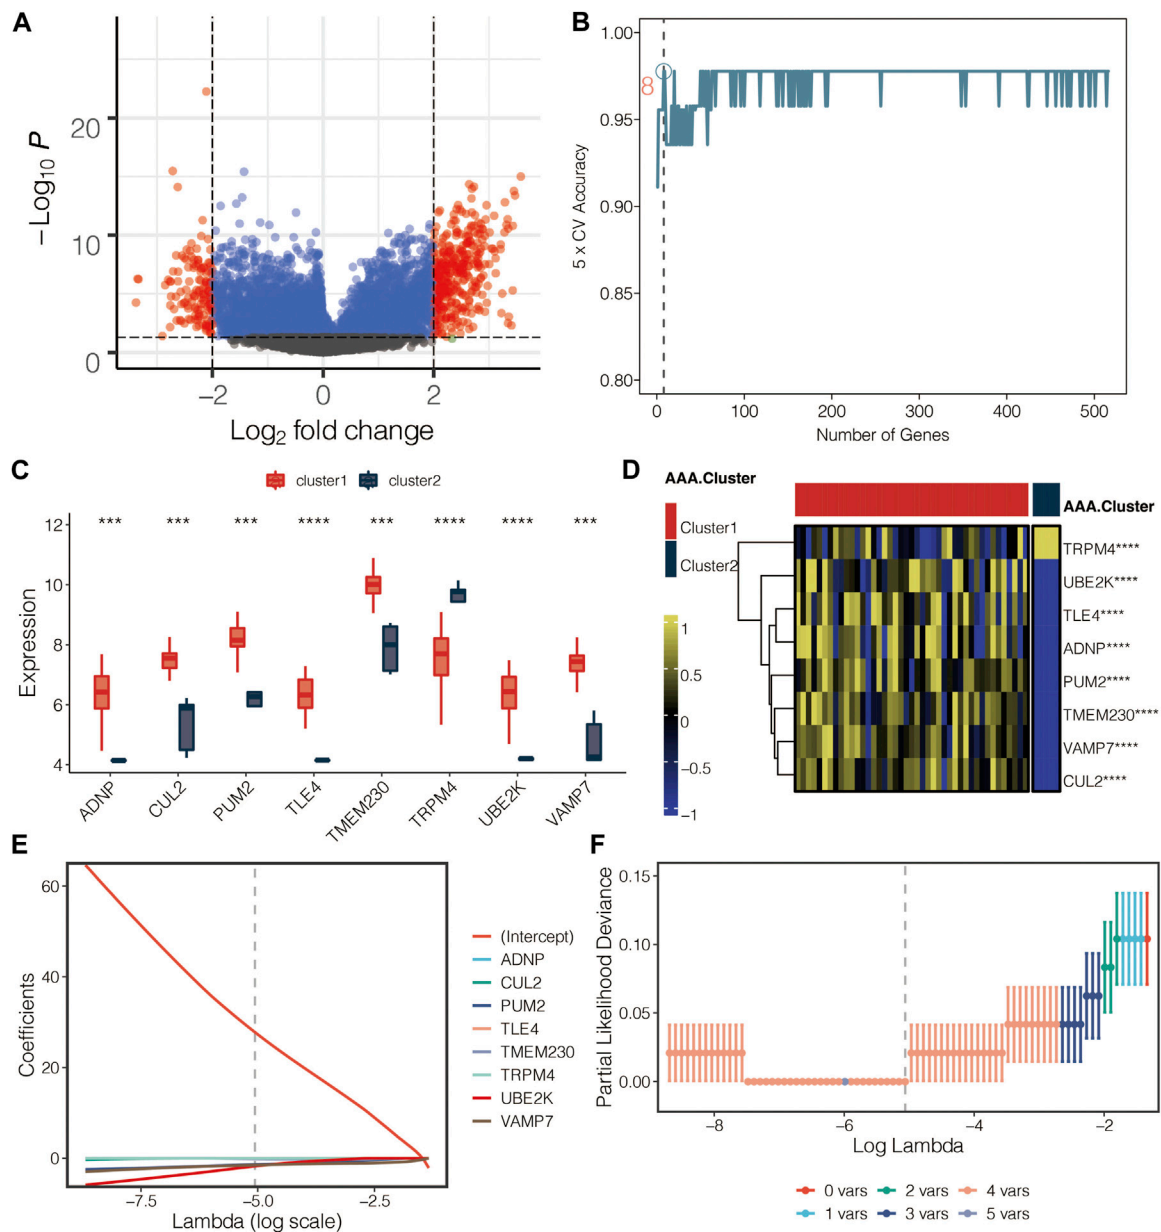 A
−Log10 P
20
10
0
−2
0
2
Log2 fold change
B
5 x CV Accuracy
1.00
0.95
0.90
0.85
0.80
8
0
100
200
300
400
500
Number of Genes
C
cluster1
cluster2
Expression
12
10
8
6
4
***
***
***
****
***
****
****
***
ADNP
CUL2
PUM2
TLE4
TMEM230
TRPM4
UBE2K
VAMP7
D
AAA.Cluster
Cluster1
Cluster2
1
0.5
0
−0.5
−1
AAA.Cluster
TRPM4****
UBE2K****
TLE4****
ADNP****
PUM2****
TMEM230****
VAMP7****
CUL2****
E
Coefficients
60
40
20
0
−7.5
−5.0
−2.5
Lambda (log scale)
(Intercept)
ADNP
CUL2
PUM2
TLE4
TMEM230
TRPM4
UBE2K
VAMP7
F
Partial Likelihood Deviance
0.15
0.10
0.05
0.00
−8
−6
−4
−2
Log Lambda
0 vars
2 vars
4 vars
1 vars
3 vars
5 vars